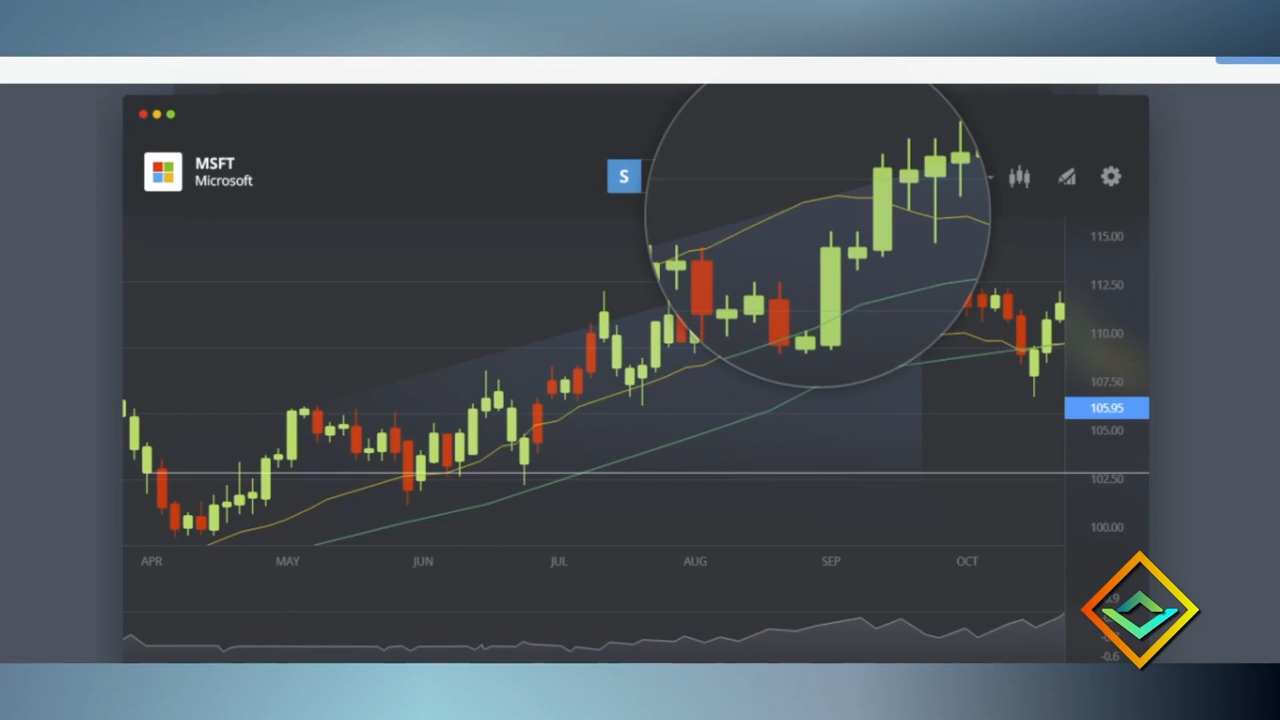 MSFT
Microsoft
S
115.00
112.50
110.00
107.50
105.95
105.00
102.50
100.00
APR MAY JUN JUL AUG SEP OCT
-0.6